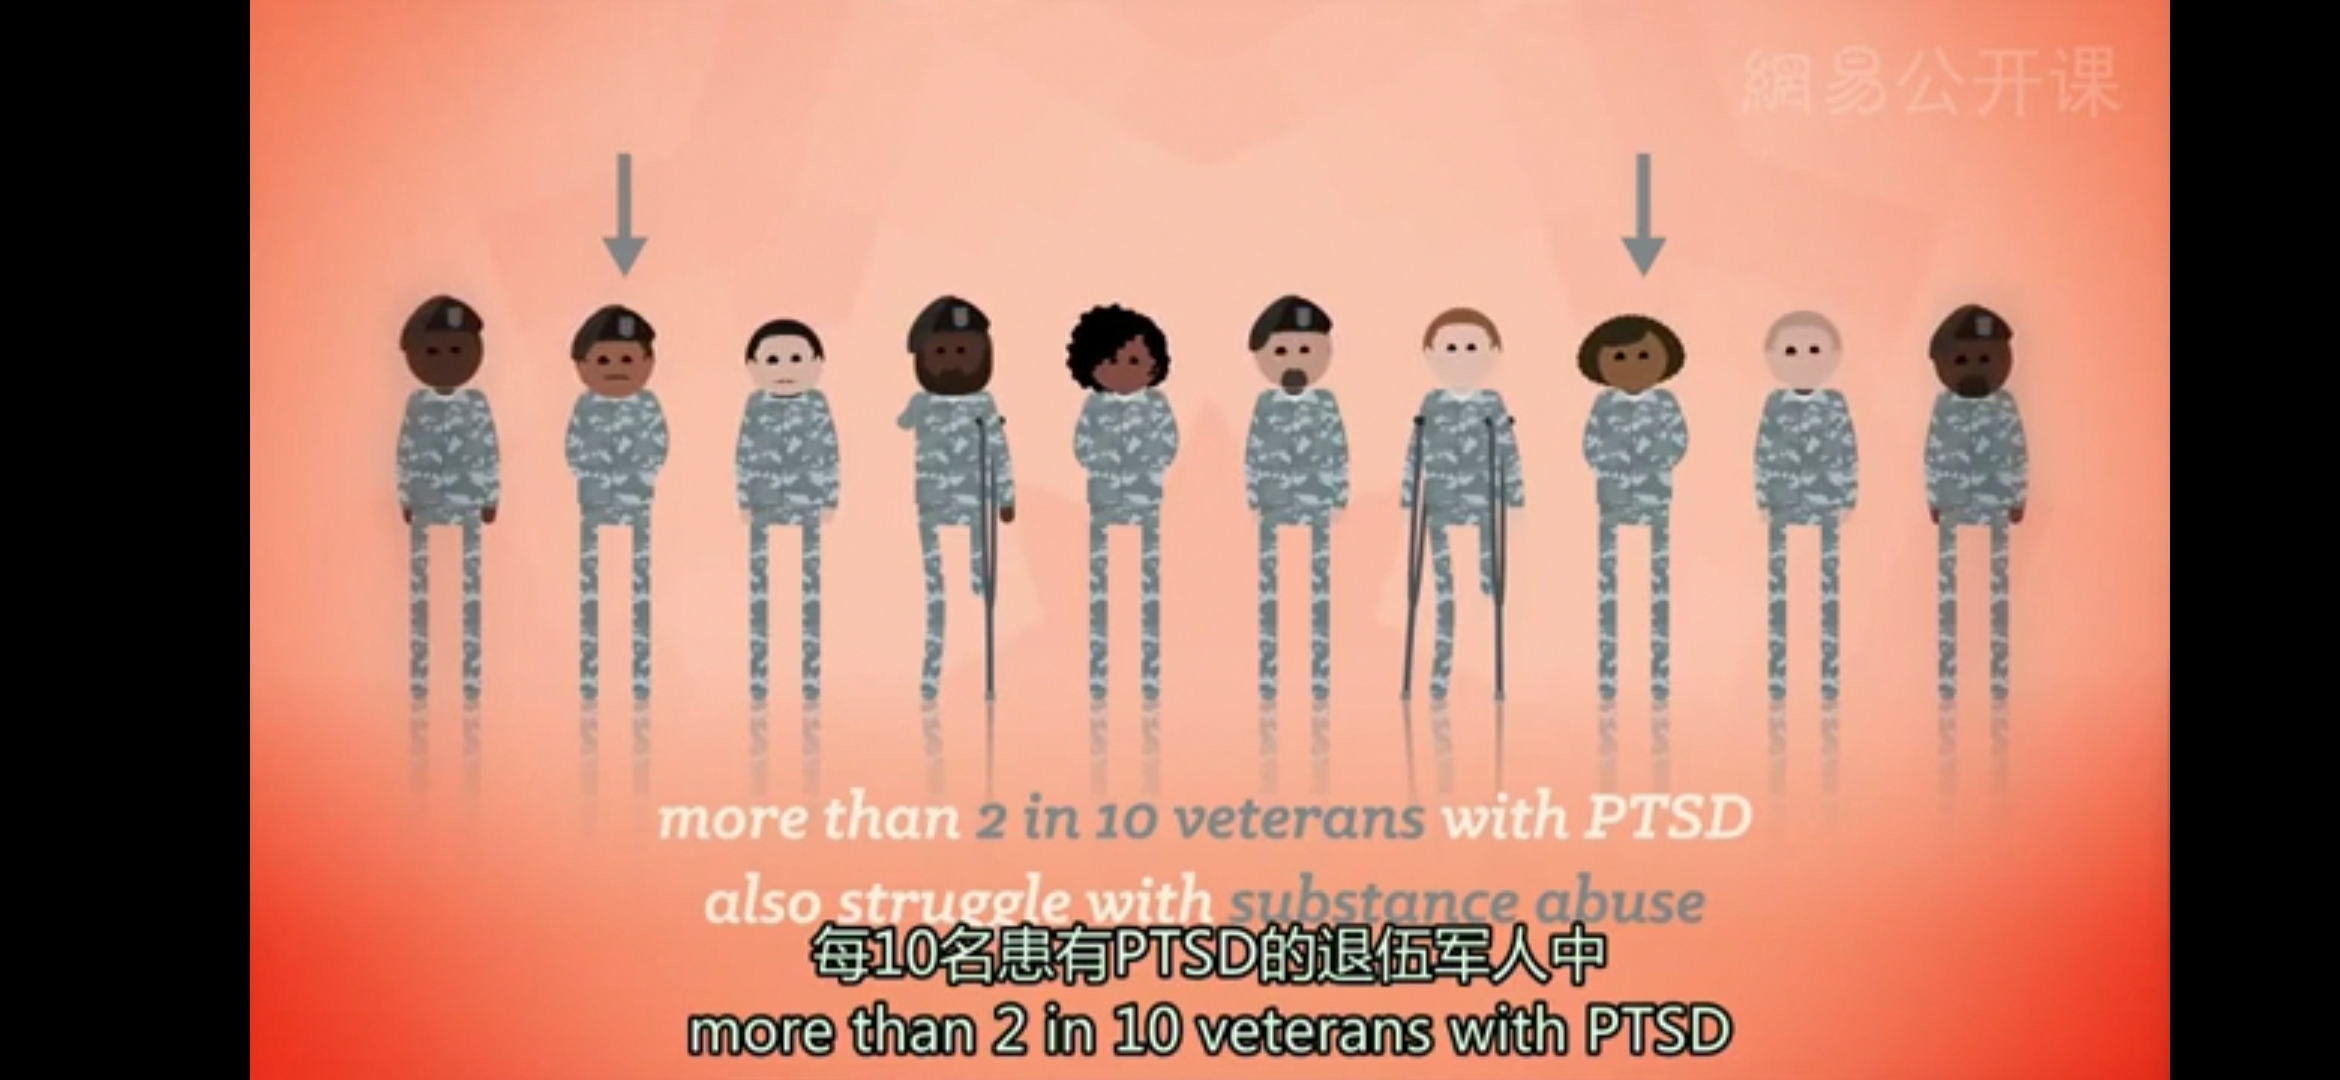 網易公开课
more than 2 in 10 veterans with PTSD
also struggle with substance abuse
每10名患有PTSD的退伍军人中
more than 2 in 10 veterans with PTSD